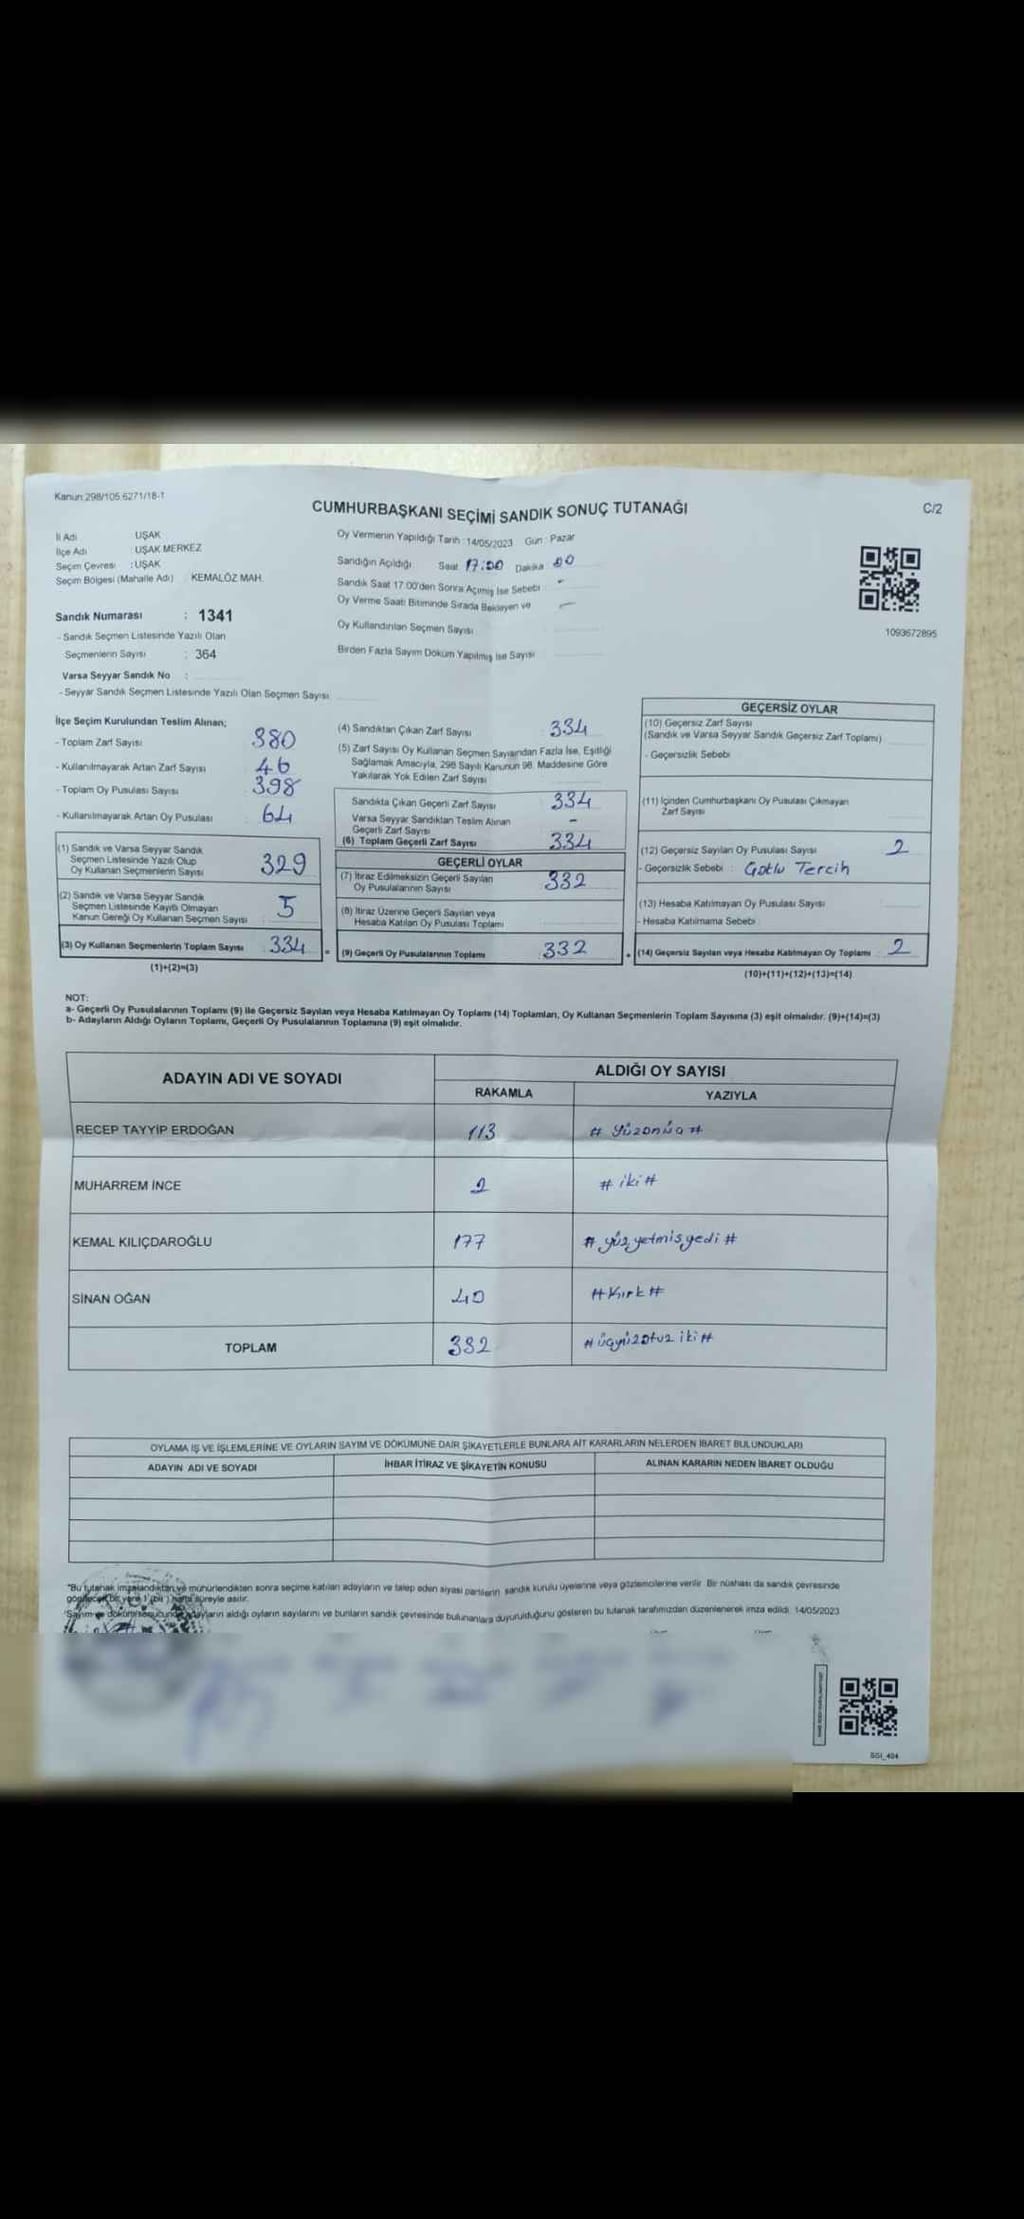 Kanun:298/105 6271/18-1
CUMHURBAŞKANI SEÇİMİ SANDIK SONUÇ TUTANAĞI
C/2
İl Adı : UŞAK
İlçe Adı : UŞAK MERKEZ
Seçim Çevresi : UŞAK
Seçim Bölgesi (Mahalle Adı) : KEMALÖZ MAH.
Sandık Numarası : 1341
- Sandık Seçmen Listesinde Yazılı Olan
Seçmenlerin Sayısı : 364
Varsa Seyyar Sandık No :
- Seyyar Sandık Seçmen Listesinde Yazılı Olan Seçmen Sayısı
Oy Vermenin Yapıldığı Tarih :14/05/2023 Gün : Pazar
Sandığın Açıldığı Saat 17:00 Dakika 00
Sandık Saat 17.00'den Sonra Açımış İse Sebebi : -
Oy Verme Saati Bitiminde Sırada Bekleyen ve -
Oy Kullandırılan Seçmen Sayısı
Birden Fazla Sayım Döküm Yapılmış İse Sayısı
1093672895
İlçe Seçim Kurulundan Teslim Alınan;
- Toplam Zarf Sayısı 380
- Kullanılmayarak Artan Zarf Sayısı 46
- Toplam Oy Pusulası Sayısı 398
- Kullanılmayarak Artan Oy Pusulası 64
(1) Sandık ve Varsa Seyyar Sandık
Seçmen Listesinde Yazılı Olup
Oy Kullanan Seçmenlerin Sayısı 329
(2) Sandık ve Varsa Seyyar Sandık
Seçmen Listesinde Kayıtlı Olmayan
Kanun Gereği Oy Kullanan Seçmen Sayısı 5
(3) Oy Kullanan Seçmenlerin Toplam Sayısı 334
(1)+(2)=(3)
(4) Sandıktan Çıkan Zarf Sayısı 334
(5) Zarf Sayısı Oy Kullanan Seçmen Sayısından Fazla İse, Eşitliği
Sağlamak Amacıyla, 298 Sayılı Kanunun 98. Maddesine Göre
Yakılarak Yok Edilen Zarf Sayısı
Sandıkta Çıkan Geçerli Zarf Sayısı 334
Varsa Seyyar Sandıktan Teslim Alınan
Geçerli Zarf Sayısı -
(6) Toplam Geçerli Zarf Sayısı 334
GEÇERLİ OYLAR
(7) İtiraz Edilmeksizin Geçerli Sayılan
Oy Pusulalarının Sayısı 332
(8) İtiraz Üzerine Geçerli Sayılan veya
Hesaba Katılan Oy Pusulası Toplamı
= (9) Geçerli Oy Pusulalarının Toplamı 332
GEÇERSİZ OYLAR
(10) Geçersiz Zarf Sayısı
(Sandık ve Varsa Seyyar Sandık Geçersiz Zarf Toplamı)
- Geçersizlik Sebebi
(11) İçinden Cumhurbaşkanı Oy Pusulası Çıkmayan
Zarf Sayısı
(12) Geçersiz Sayılan Oy Pusulası Sayısı 2
- Geçersizlik Sebebi : Çoklu Tercih
(13) Hesaba Katılmayan Oy Pusulası Sayısı
- Hesaba Katılmama Sebebi
+ (14) Geçersiz Sayılan veya Hesaba Katılmayan Oy Toplamı 2
(10)+(11)+(12)+(13)=(14)
NOT:
a- Geçerli Oy Pusulalarının Toplamı (9) ile Geçersiz Sayılan veya Hesaba Katılmayan Oy Toplamı (14) Toplamları, Oy Kullanan Seçmenlerin Toplam Sayısına (3) eşit olmalıdır. (9)+(14)=(3)
b- Adayların Aldığı Oyların Toplamı, Geçerli Oy Pusulalarının Toplamına (9) eşit olmalıdır.
ADAYIN ADI VE SOYADI
ALDIĞI OY SAYISI
RAKAMLA YAZIYLA
RECEP TAYYİP ERDOĞAN 113 # yüzonüç #
MUHARREM İNCE 2 # iki #
KEMAL KILIÇDAROĞLU 177 # yüzyetmişyedi #
SİNAN OĞAN 40 # Kırk #
TOPLAM 332 # üçyüzotuz iki #
OYLAMA İŞ VE İŞLEMLERİNE VE OYLARIN SAYIM VE DÖKÜMÜNE DAİR ŞİKAYETLERLE BUNLARA AİT KARARLARIN NELERDEN İBARET BULUNDUKLARI
ADAYIN ADI VE SOYADI İHBAR İTİRAZ VE ŞİKAYETİN KONUSU ALINAN KARARIN NEDEN İBARET OLDUĞU
"Bu tutanak imzalandıktan ve mühürlendikten sonra seçime katılan adayların ve talep eden siyasi partilerin sandık kurulu üyelerine veya gözlemcilerine verilir. Bir nüshası da sandık çevresinde
görülecek bir yere 1 (bir) hafta süreyle asılır.
Sayım ve dökümü sonucunda adayların aldığı oyların sayılarını ve bunların sandık çevresinde bulunanlara duyurulduğunu gösteren bu tutanak tarafımızdan düzenlenerek imza edildi. 14/05/2023